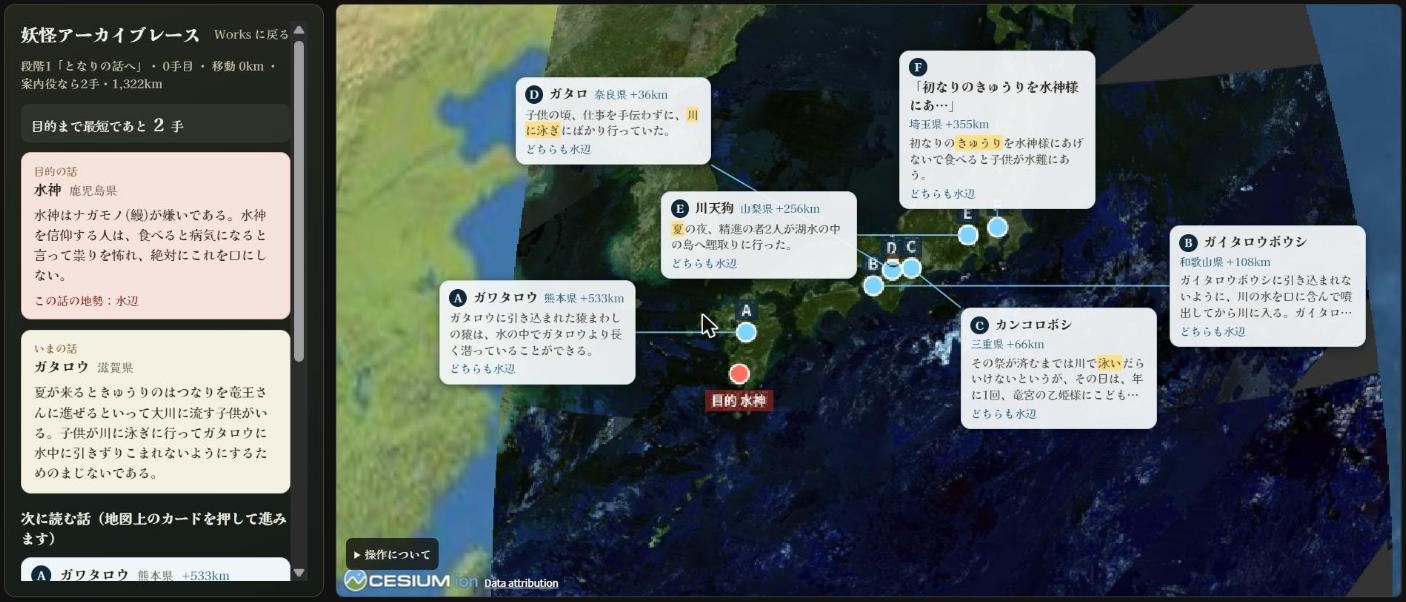 妖怪アーカイブレース
Works に戻る
段階1「となりの話へ」・ 0手目 ・ 移動 0km ・
案内役なら2手・1,322km
目的まで最短であと 2 手
目的の話
水神 鹿児島県
水神はナガモノ(鰻)が嫌いである。水神
を信仰する人は、食べると病気になると
言って祟りを怖れ、絶対にこれを口にし
ない。
この話の地勢：水辺
いまの話
ガタロウ 滋賀県
夏が来るときゅうりのはつなりを竜王さ
んに進ぜるといって大川に流す子供がい
る。子供が川に泳ぎに行ってガタロウに
水中に引きずりこまれないようにするた
めのまじないである。
次に読む話（地図上のカードを押して進み
ます）
A ガワタロウ 熊本県 +533km
D ガタロ 奈良県 +36km
子供の頃、仕事を手伝わずに、川
に泳ぎにばかり行っていた。
どちらも水辺
F
「初なりのきゅうりを水神様
にあ…」
埼玉県 +355km
初なりのきゅうりを水神様にあげ
ないで食べると子供が水難にあ
う。
どちらも水辺
E 川天狗 山梨県 +256km
夏の夜、精進の者2人が湖水の中
の島へ鯉取りに行った。
どちらも水辺
B ガイタロウボウシ
和歌山県 +108km
ガイタロウボウシに引き込まれな
いように、川の水を口に含んで噴
出してから川に入る。ガイタロ…
どちらも水辺
A ガワタロウ 熊本県 +533km
ガタロウに引き込まれた猿まわし
の猿は、水の中でガタロウより長
く潜っていることができる。
どちらも水辺
C カンコロボシ
三重県 +66km
その祭が済むまでは川で泳いだら
いけないというが、その日は、年
に1回、竜宮の乙姫様にこども…
どちらも水辺
E
D
C
B
A
目的 水神
▶ 操作について
CESIUM ion
Data attribution